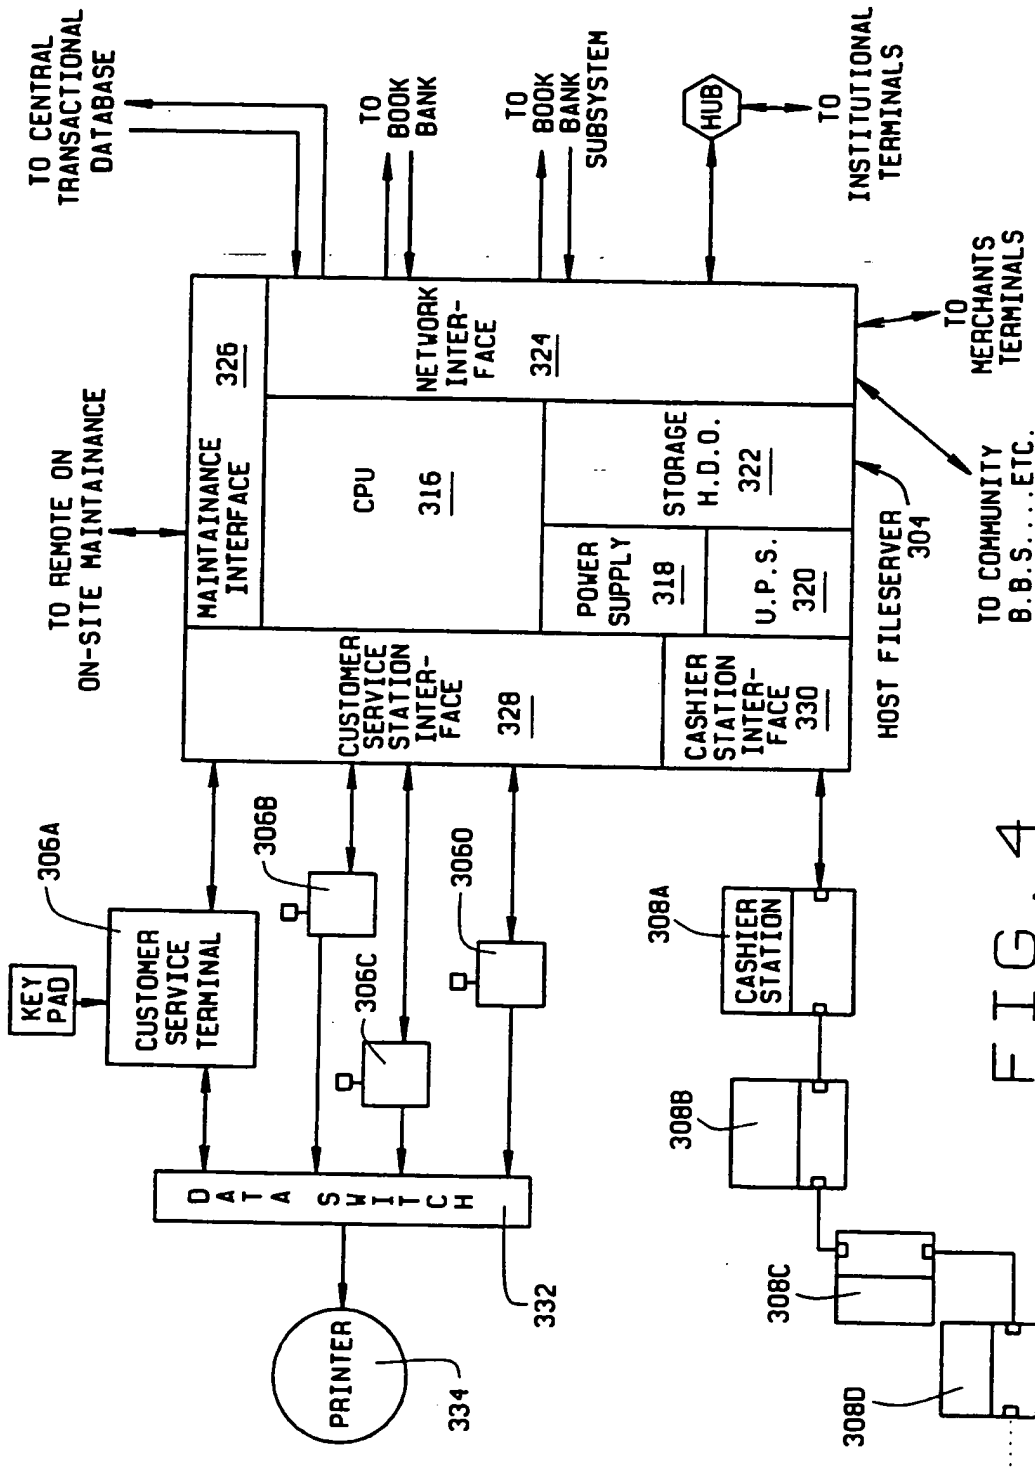 TO CENTRAL
TRANSACTIONAL
DATABASE
TO
BOOK
BANK
TO
BOOK
BANK
SUBSYSTEM
HUB
TO
INSTITUTIONAL
TERMINALS
TO REMOTE ON
ON-SITE MAINTAINANCE
MAINTAINANCE
INTERFACE
326
NETWORK
INTER-
FACE
324
CPU
316
STORAGE
H.D.O.
322
POWER
SUPPLY
318
U.P.S.
320
CUSTOMER
SERVICE
STATION
INTER-
FACE
328
CASHIER
STATION
INTER-
FACE
330
HOST FILESERVER
304
TO
MERCHANTS
TERMINALS
TO COMMUNITY
B.B.S....ETC.
KEY
PAD
306A
CUSTOMER
SERVICE
TERMINAL
306B
306C
3060
DATA SWITCH
332
PRINTER
334
308A
CASHIER
STATION
308B
308C
308D
FIG. 4